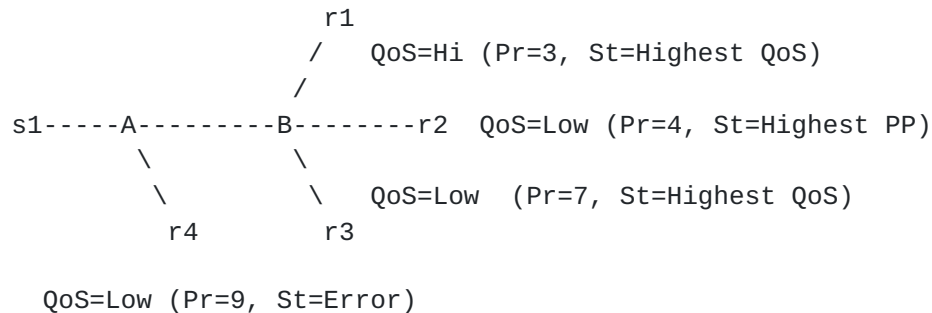 r1
/ QoS=Hi (Pr=3, St=Highest QoS)
/
s1-----A---------B--------r2 QoS=Low (Pr=4, St=Highest PP)
\ \
\ \ QoS=Low (Pr=7, St=Highest QoS)
r4 r3
QoS=Low (Pr=9, St=Error)